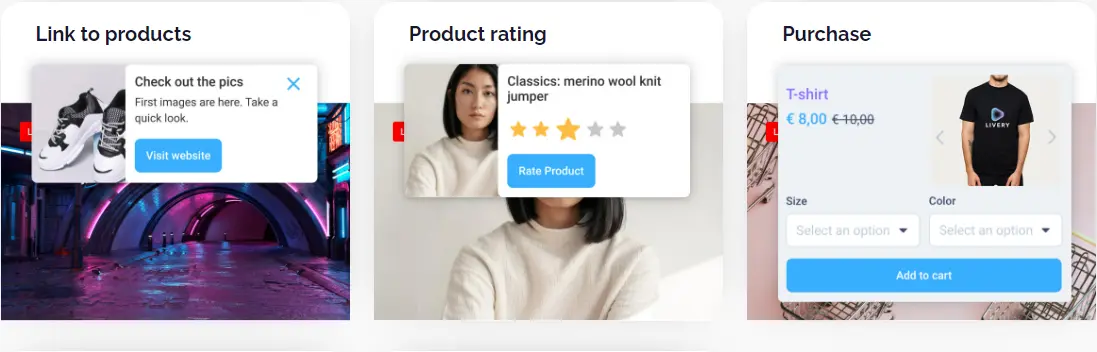 Link to products
Check out the pics
First images are here. Take a
quick look.
Visit website
Product rating
Classics: merino wool knit
jumper
Rate Product
Purchase
T-shirt
€ 8,00 € 10,00
LIVERY
Size
Color
Select an option
Select an option
Add to cart